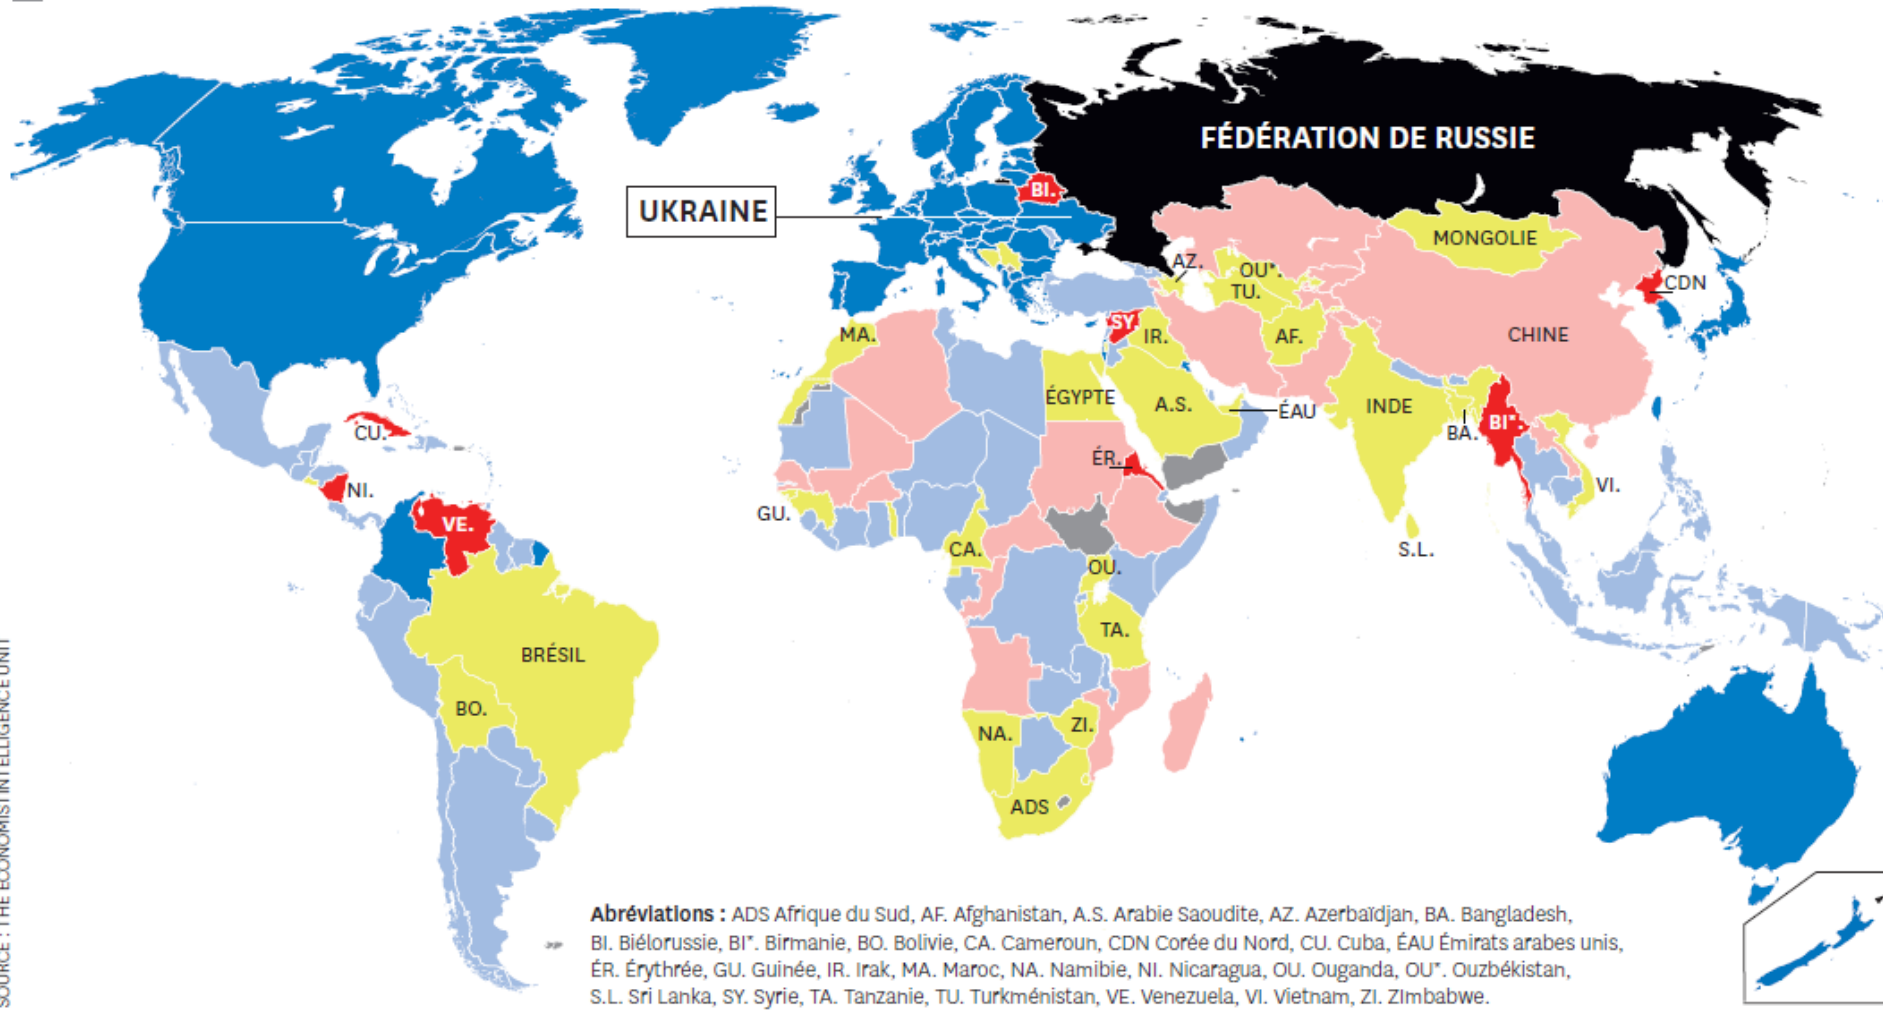 FÉDÉRATION DE RUSSIE
BI.
UKRAINE
MONGOLIE
AZ.
OU*.
TU.
CDN
SY
IR.
AF.
CHINE
MA.
ÉGYPTE
A.S.
ÉAU
INDE
BA.
BI*.
CU.
ÉR.
NI.
VI.
GU.
VE.
CA.
S.L.
OU.
TA.
BRÉSIL
BO.
NA.
ZI.
ADS
SOURCE : THE ECONOMIST INTELLIGENCE UNIT
Abréviations : ADS Afrique du Sud, AF. Afghanistan, A.S. Arabie Saoudite, AZ. Azerbaïdjan, BA. Bangladesh,
BI. Biélorussie, BI*. Birmanie, BO. Bolivie, CA. Cameroun, CDN Corée du Nord, CU. Cuba, ÉAU Émirats arabes unis,
ÉR. Érythrée, GU. Guinée, IR. Irak, MA. Maroc, NA. Namibie, NI. Nicaragua, OU. Ouganda, OU*. Ouzbékistan,
S.L. Sri Lanka, SY. Syrie, TA. Tanzanie, TU. Turkménistan, VE. Venezuela, VI. Vietnam, ZI. ZImbabwe.